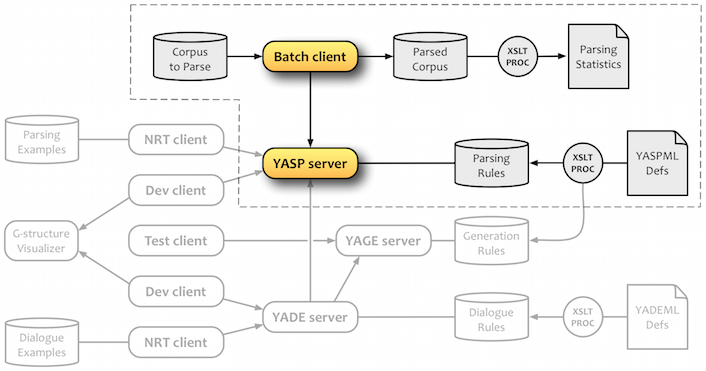 Corpus
to Parse
Batch client
Parsed
Corpus
XSLT
PROC
Parsing
Statistics
Parsing
Examples
NRT client
YASP server
Parsing
Rules
XSLT
PROC
YASPML
Defs
Dev client
G-structure
Visualizer
Test client
YAGE server
Generation
Rules
Dev client
YADE server
Dialogue
Rules
XSLT
PROC
YADEML
Defs
Dialogue
Examples
NRT client